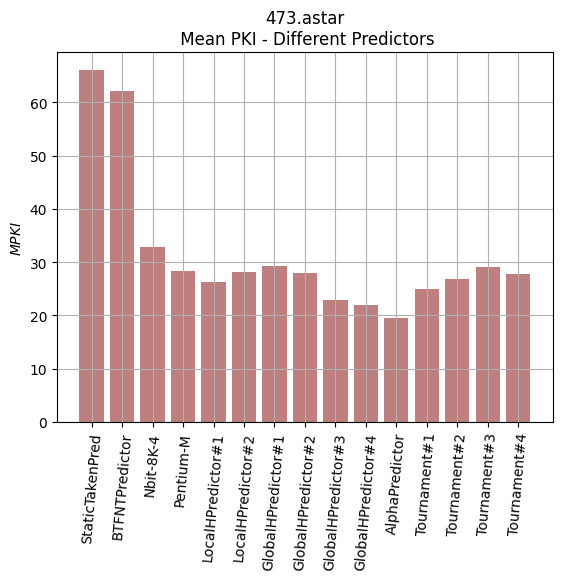 473.astar
Mean PKI - Different Predictors
MPKI
60
50
40
30
20
10
0
StaticTakenPred
BTFNTPredictor
Nbit-8K-4
Pentium-M
LocalHPredictor#1
LocalHPredictor#2
GlobalHPredictor#1
GlobalHPredictor#2
GlobalHPredictor#3
GlobalHPredictor#4
AlphaPredictor
Tournament#1
Tournament#2
Tournament#3
Tournament#4